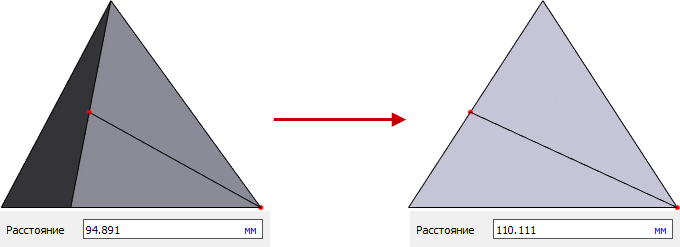 Расстояние 94.891 мм
Расстояние 110.111 мм